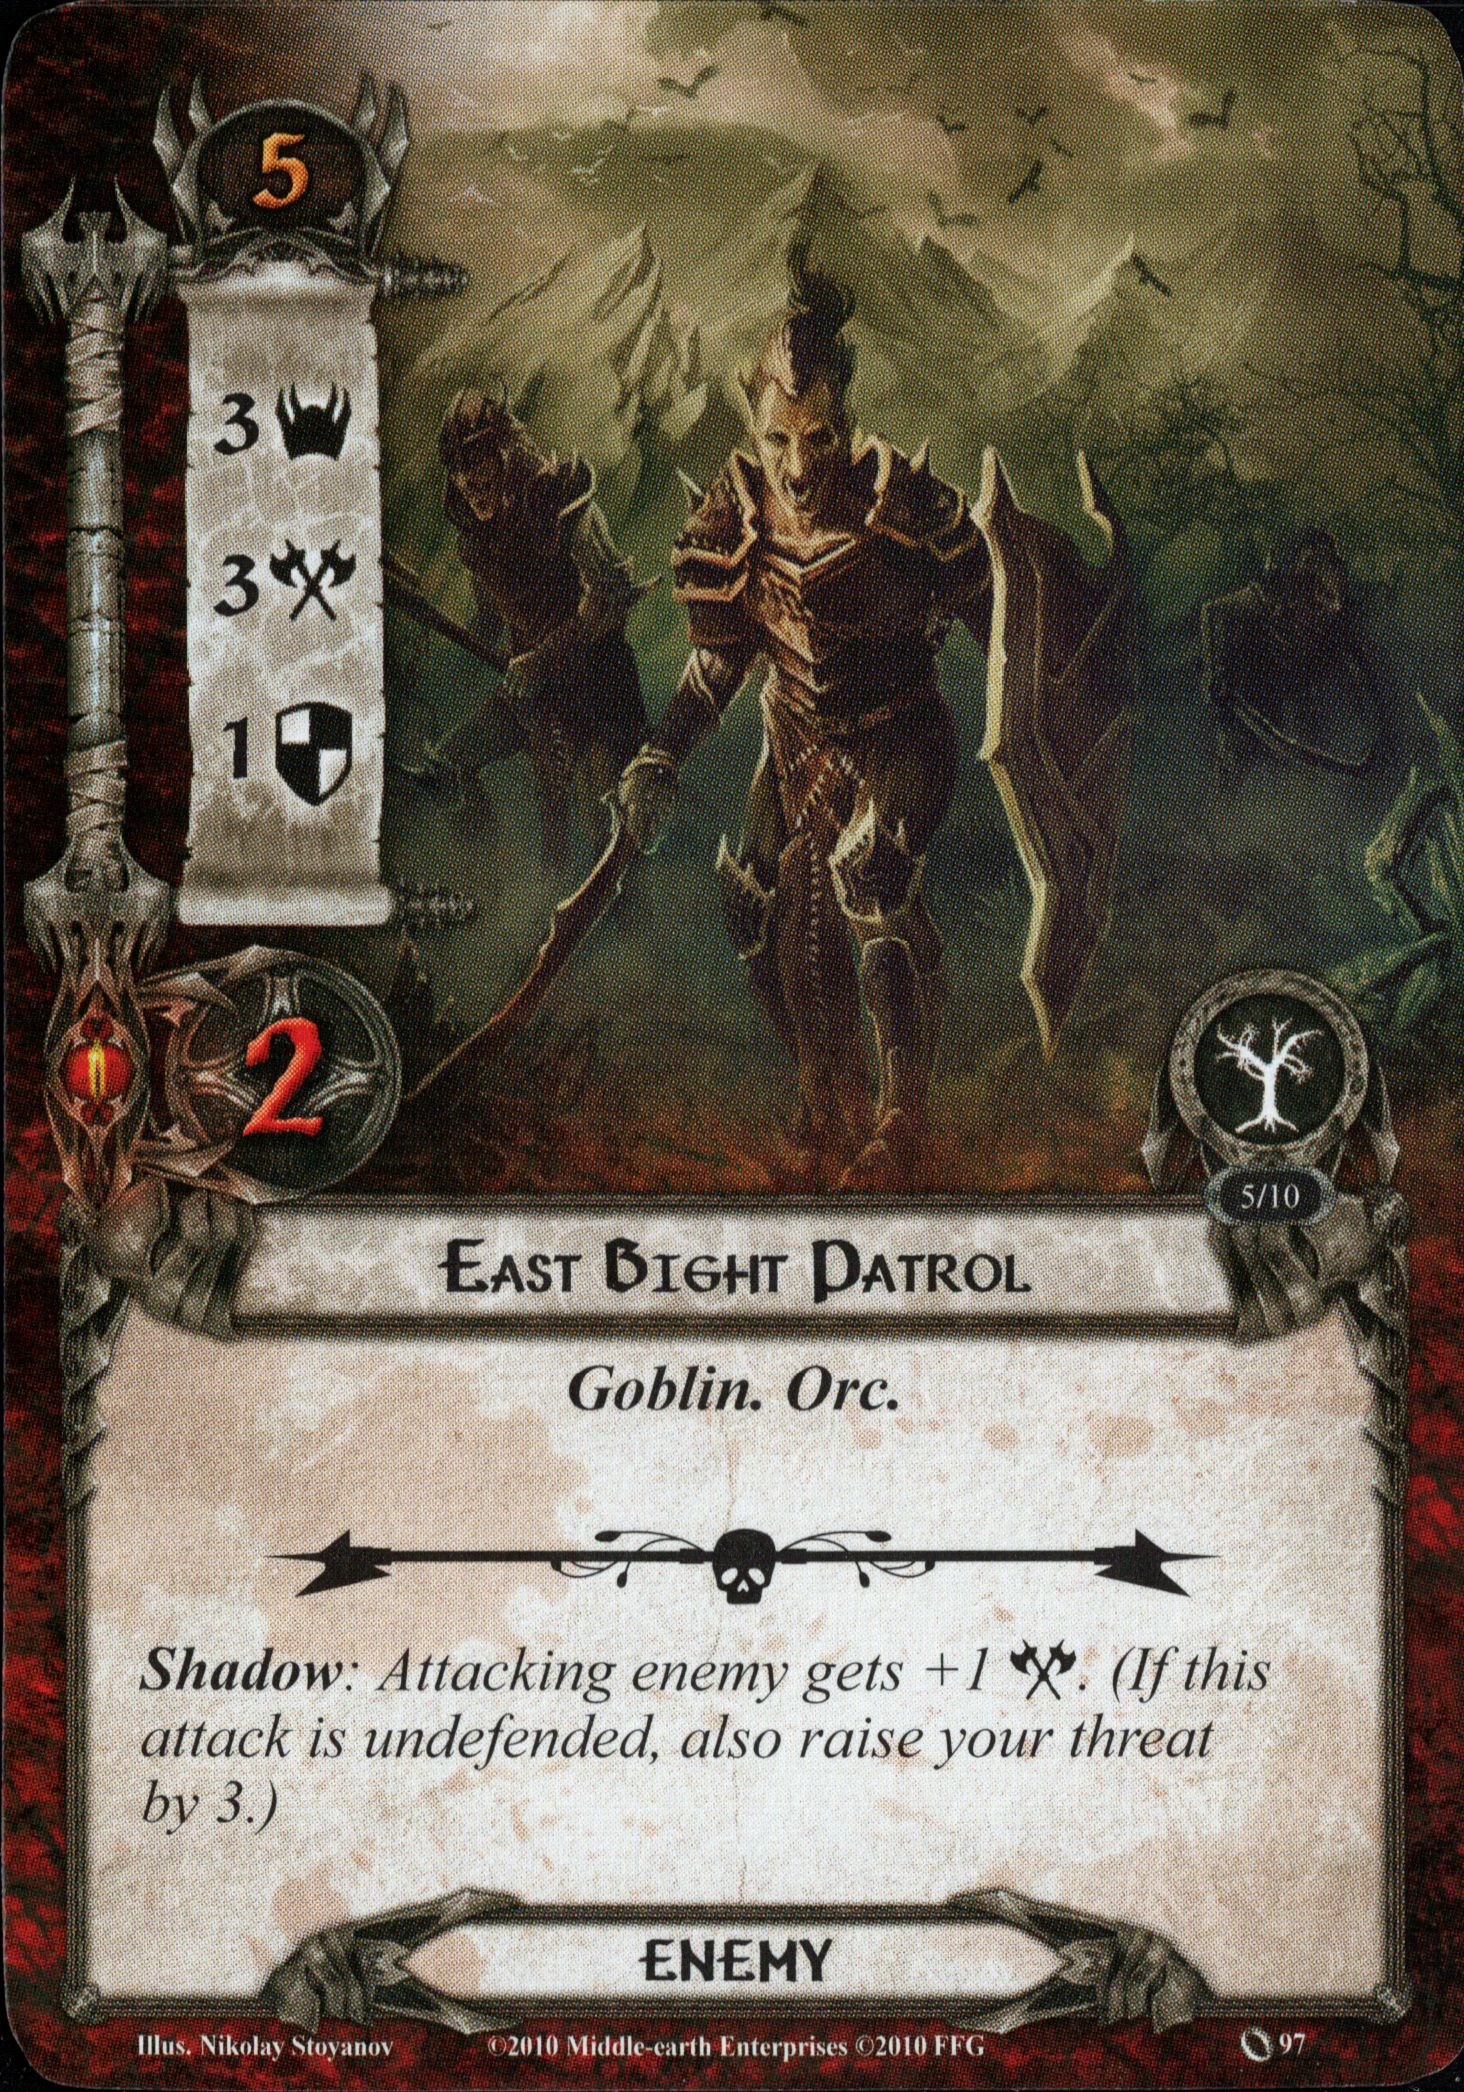 5
3
3
1
2
5/10
EAST BIGHT PATROL
Goblin. Orc.
Shadow: Attacking enemy gets +1 . (If this
attack is undefended, also raise your threat
by 3.)
ENEMY
Illus. Nikolay Stoyanov ©2010 Middle-earth Enterprises ©2010 FFG 97